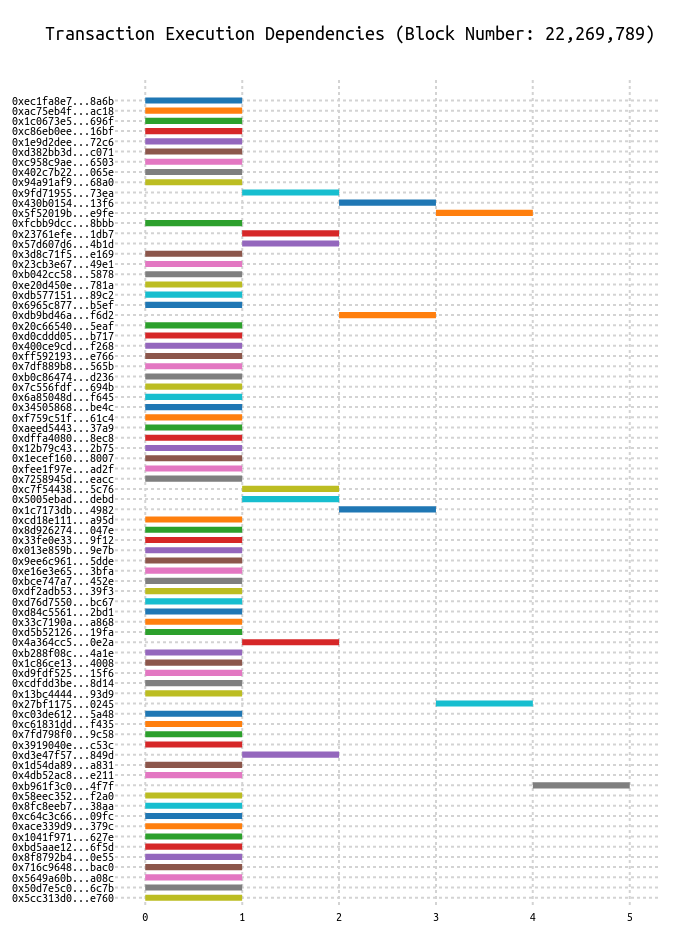 Transaction Execution Dependencies (Block Number: 22,269,789)
0xec1fa8e7...8a6b
0xac75eb4f...ac18
0x1c0673e5...696f
0xc86eb0ee...16bf
0x1e9d2dee...72c6
0xd382bb3d...c071
0xc958c9ae...6503
0x402c7b22...065e
0x94a91af9...68a0
0x9fd71955...73ea
0x430b0154...13f6
0x5f52019b...e9fe
0xfcbb9dcc...8bbb
0x23761efe...1db7
0x57d607d6...4b1d
0x3d8c71f5...e169
0x23cb3e67...49e1
0xb042cc58...5878
0xe20d450e...781a
0xdb577151...89c2
0x6965c877...b5ef
0xdb9bd46a...f6d2
0x20c66540...5eaf
0xd0cddd05...b717
0x400ce9cd...f268
0xff592193...e766
0x7df889b8...565b
0xb0c86474...d236
0x7c556fdf...694b
0x6a85048d...f645
0x34505868...be4c
0xf759c51f...61c4
0xaeed5443...37a9
0xdffa4080...8ec8
0x12b79c43...2b75
0x1ecef160...8007
0xfee1f97e...ad2f
0x7258945d...eacc
0xc7f54438...5c76
0x5005ebad...debd
0x1c7173db...4982
0xcd18e111...a95d
0x8d926274...047e
0x33fe0e33...9f12
0x013e859b...9e7b
0x9ee6c961...5dde
0xe16e3e65...3bfa
0xbce747a7...452e
0xdf2adb53...39f3
0xd76d7550...bc67
0xd84c5561...2bd1
0x33c7190a...a868
0xd5b52126...19fa
0x4a364cc5...0e2a
0xb288f08c...4a1e
0x1c86ce13...4008
0xd9fdf525...15f6
0xcdfdd3be...8d14
0x13bc4444...93d9
0x27bf1175...0245
0xc03de612...5a48
0xc61831dd...f435
0x7fd798f0...9c58
0x3919040e...c53c
0xd3e47f57...849d
0x1d54da89...a831
0x4db52ac8...e211
0xb961f3c0...4f7f
0x58eec352...f2a0
0x8fc8eeb7...38aa
0xc64c3c66...09fc
0xace339d9...379c
0x1041f971...627e
0xbd5aae12...6f5d
0x8f8792b4...0e55
0x716c9648...bac0
0x5649a60b...a08c
0x50d7e5c0...6c7b
0x5cc313d0...e760
0 1 2 3 4 5